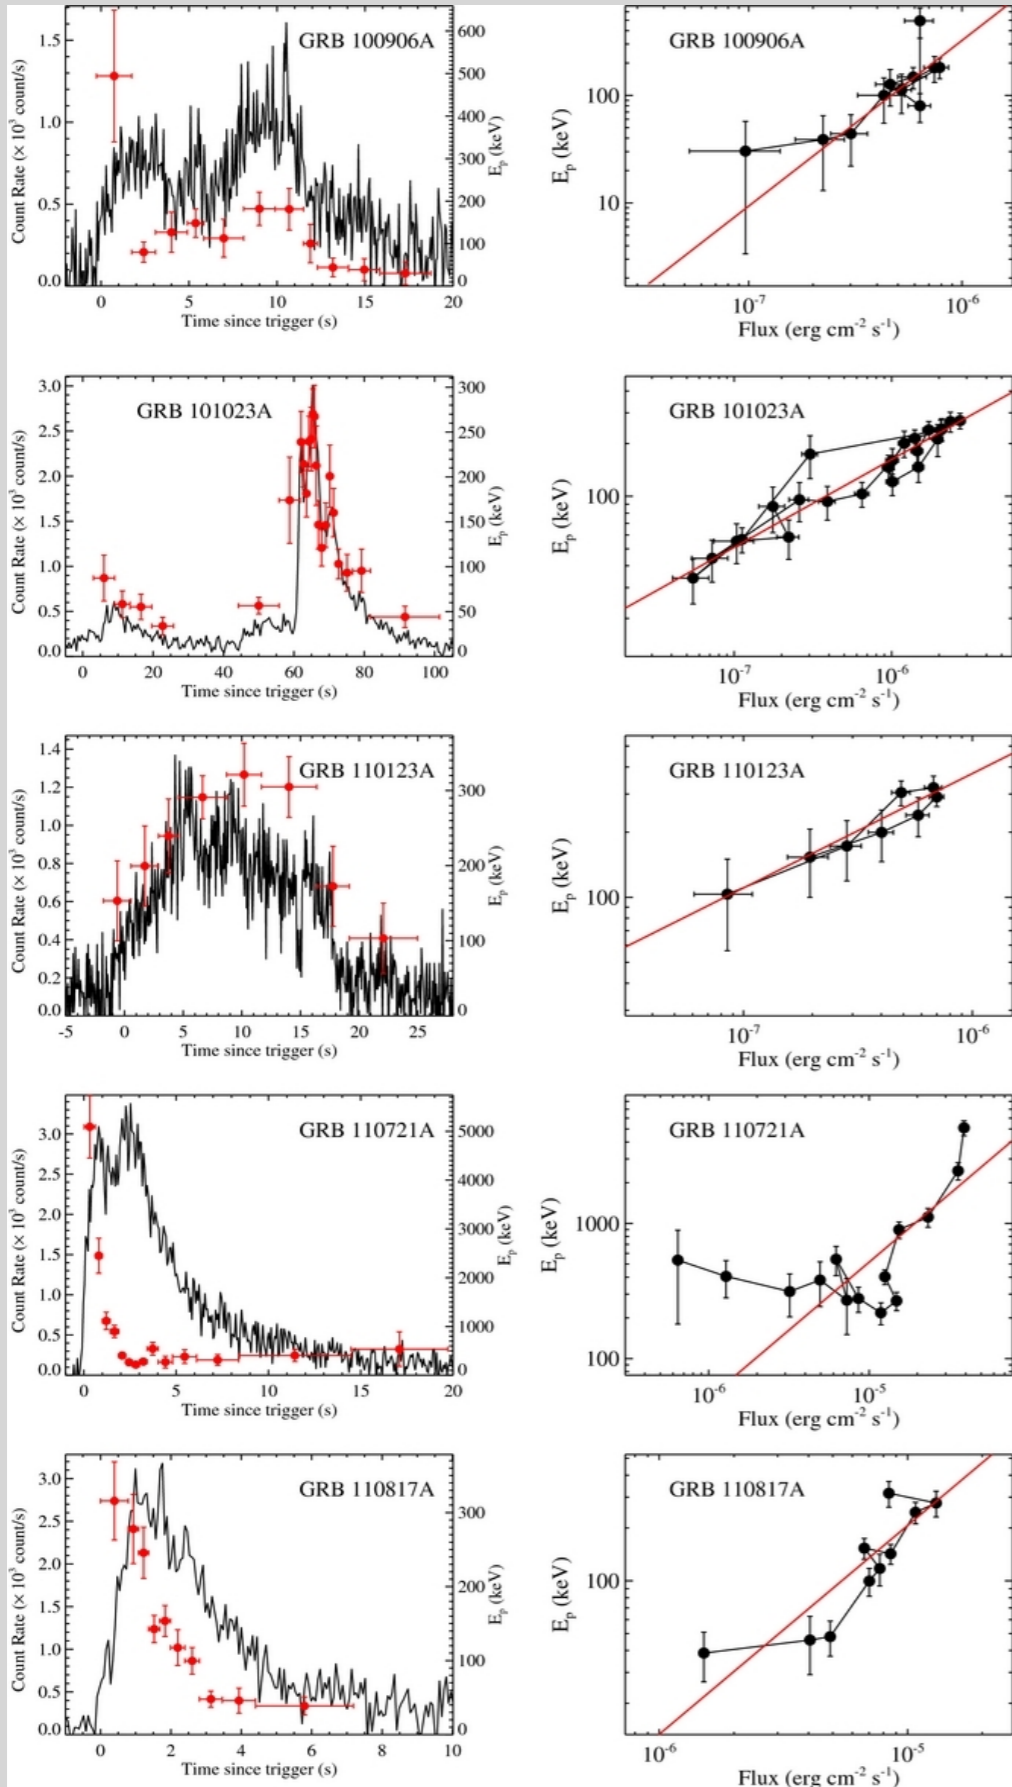 GRB 100906A
Count Rate (× 10³ count/s)
1.5
1.0
0.5
0.0
600
500
400
300
200
100
0
Eₚ (keV)
0 5 10 15 20
Time since trigger (s)
GRB 100906A
Eₚ (keV)
100
10
10⁻⁷ 10⁻⁶
Flux (erg cm⁻² s⁻¹)
GRB 101023A
Count Rate (× 10³ count/s)
3.0
2.5
2.0
1.5
1.0
0.5
0.0
300
250
200
150
100
50
0
Eₚ (keV)
0 20 40 60 80 100
Time since trigger (s)
GRB 101023A
Eₚ (keV)
100
10⁻⁷ 10⁻⁶
Flux (erg cm⁻² s⁻¹)
GRB 110123A
Count Rate (× 10³ count/s)
1.4
1.2
1.0
0.8
0.6
0.4
0.2
0.0
300
200
100
0
Eₚ (keV)
-5 0 5 10 15 20 25
Time since trigger (s)
GRB 110123A
Eₚ (keV)
100
10⁻⁷ 10⁻⁶
Flux (erg cm⁻² s⁻¹)
GRB 110721A
Count Rate (× 10³ count/s)
3.0
2.5
2.0
1.5
1.0
0.5
0.0
5000
4000
3000
2000
1000
0
Eₚ (keV)
0 5 10 15 20
Time since trigger (s)
GRB 110721A
Eₚ (keV)
1000
100
10⁻⁶ 10⁻⁵
Flux (erg cm⁻² s⁻¹)
GRB 110817A
Count Rate (× 10³ count/s)
3.0
2.5
2.0
1.5
1.0
0.5
0.0
300
200
100
0
Eₚ (keV)
0 2 4 6 8 10
Time since trigger (s)
GRB 110817A
Eₚ (keV)
100
10⁻⁶ 10⁻⁵
Flux (erg cm⁻² s⁻¹)